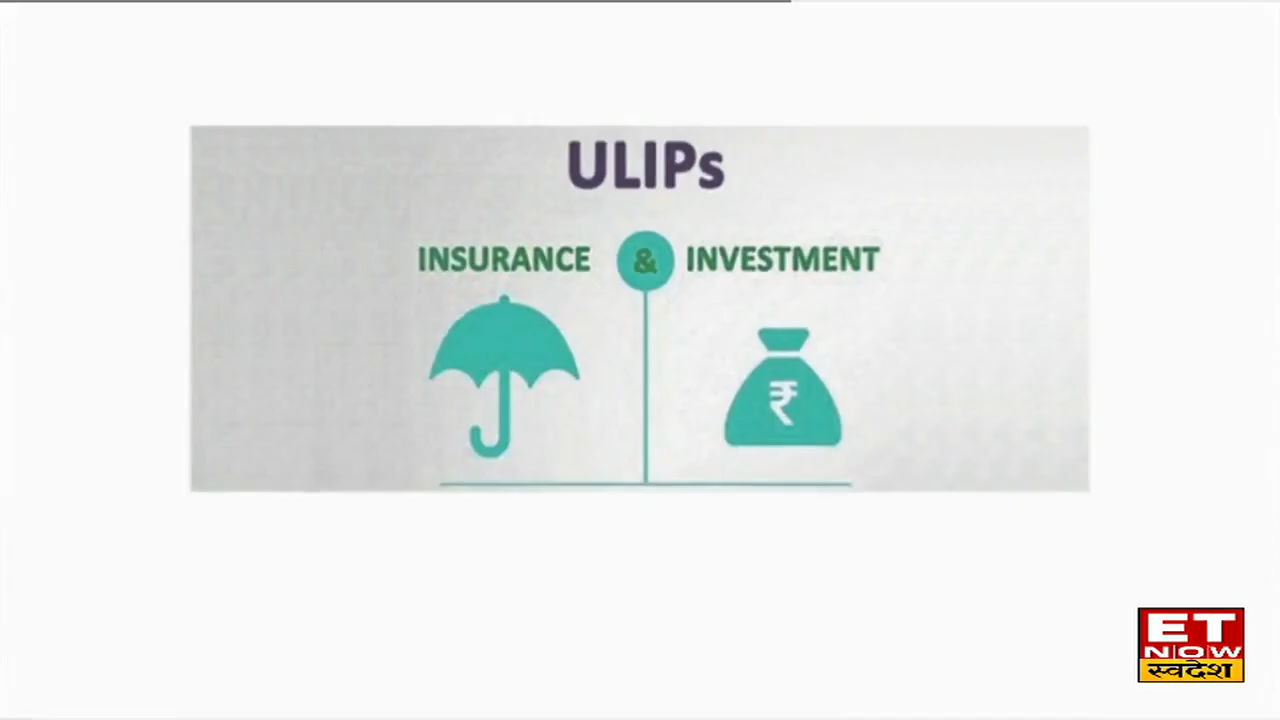 ULIPs
INSURANCE & INVESTMENT
₹
ET
NOW
स्वदेश